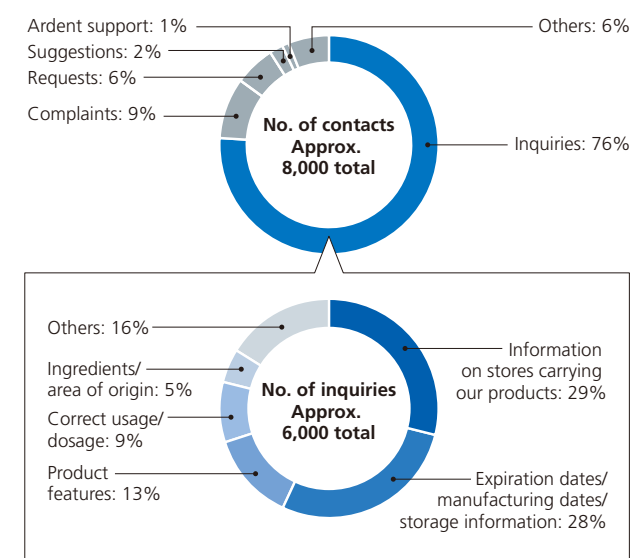 Ardent support: 1%
Suggestions: 2%
Requests: 6%
Complaints: 9%
Others: 6%
Inquiries: 76%
No. of contacts
Approx.
8,000 total
Others: 16%
Ingredients/
area of origin: 5%
Correct usage/
dosage: 9%
Product
features: 13%
No. of inquiries
Approx.
6,000 total
Information
on stores carrying
our products: 29%
Expiration dates/
manufacturing dates/
storage information: 28%